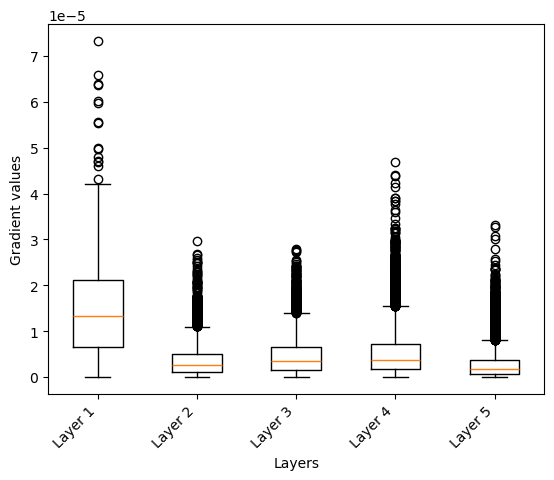 1e−5
7
6
5
4
3
2
1
0
Gradient values
Layer 1
Layer 2
Layer 3
Layer 4
Layer 5
Layers